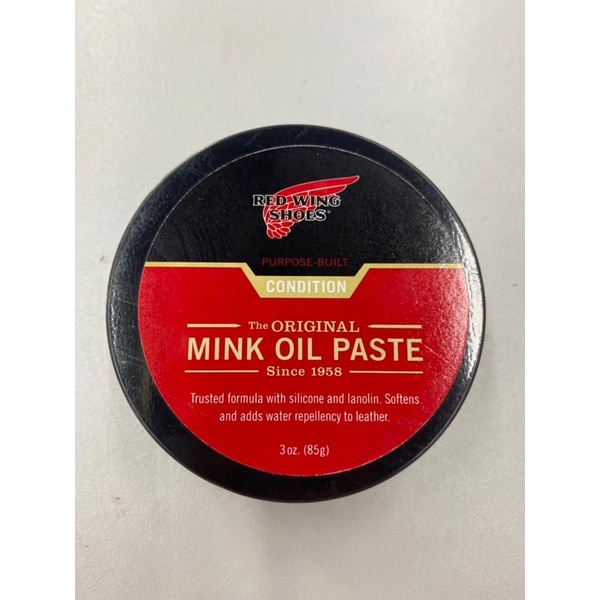 RED WING
SHOES®
PURPOSE-BUILT
CONDITION
The ORIGINAL
MINK OIL PASTE
Since 1958
Trusted formula with silicone and lanolin. Softens
and adds water repellency to leather.
3 oz. (85g)